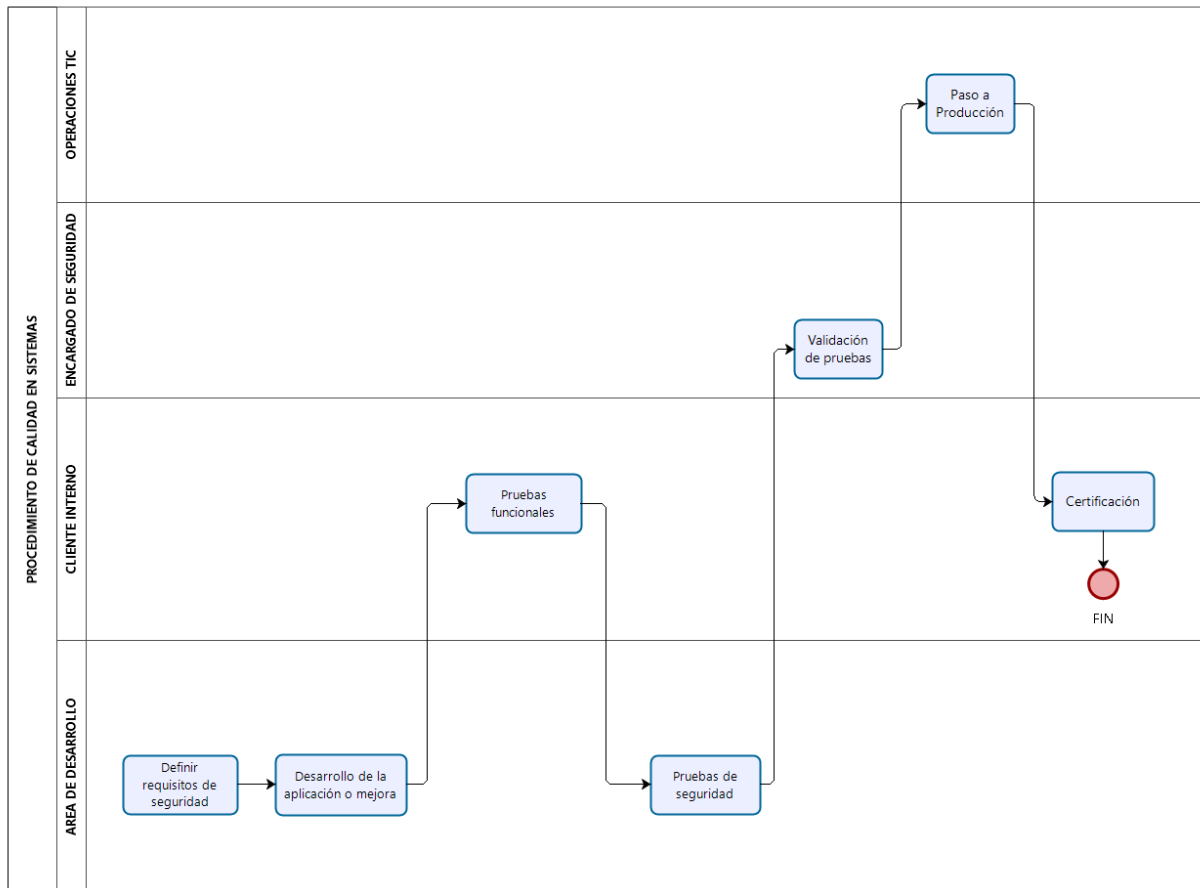 PROCEDIMIENTO DE CALIDAD EN SISTEMAS
OPERACIONES TIC
Paso a
Producción
ENCARGADO DE SEGURIDAD
Validación
de pruebas
CLIENTE INTERNO
Pruebas
funcionales
Certificación
FIN
AREA DE DESARROLLO
Definir
requisitos de
seguridad
Desarrollo de la
aplicación o mejora
Pruebas de
seguridad